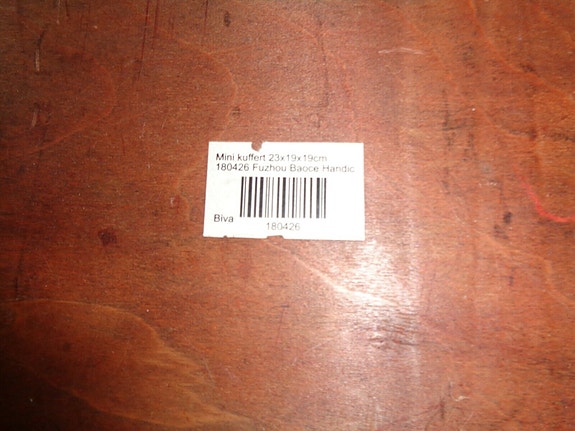 Mini kuffert 23x19x19cm
180426 Fuzhou Baoce Handic
Biva
180426